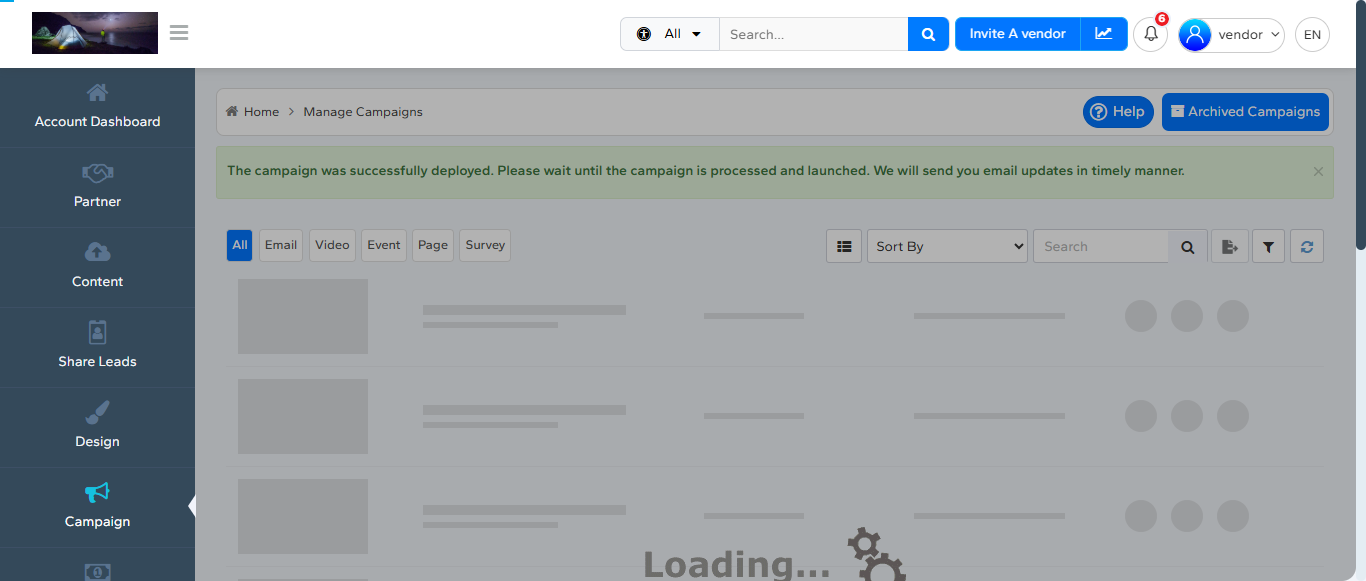 All
Search...
Invite A vendor
6
vendor
EN
Account Dashboard
Partner
Content
Share Leads
Design
Campaign
Home > Manage Campaigns
Help
Archived Campaigns
The campaign was successfully deployed. Please wait until the campaign is processed and launched. We will send you email updates in timely manner.
All
Email
Video
Event
Page
Survey
Sort By
Search
Loading...